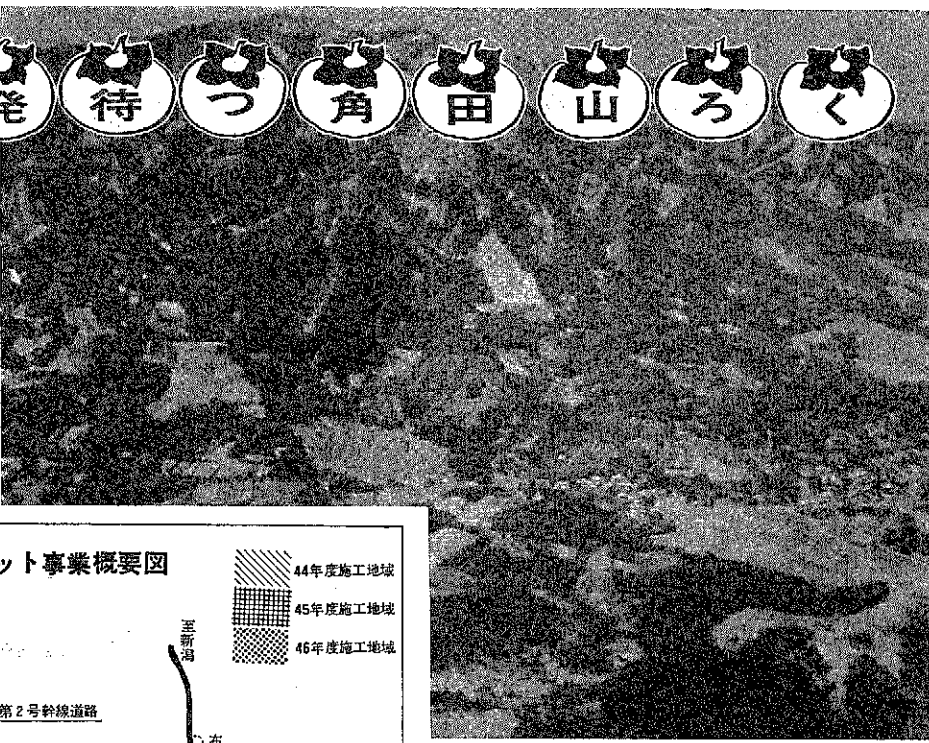 発待つ角田山ろく
ット事業概要図
44年度施工地域
45年度施工地域
46年度施工地域
至新潟
第2号幹線道路
布